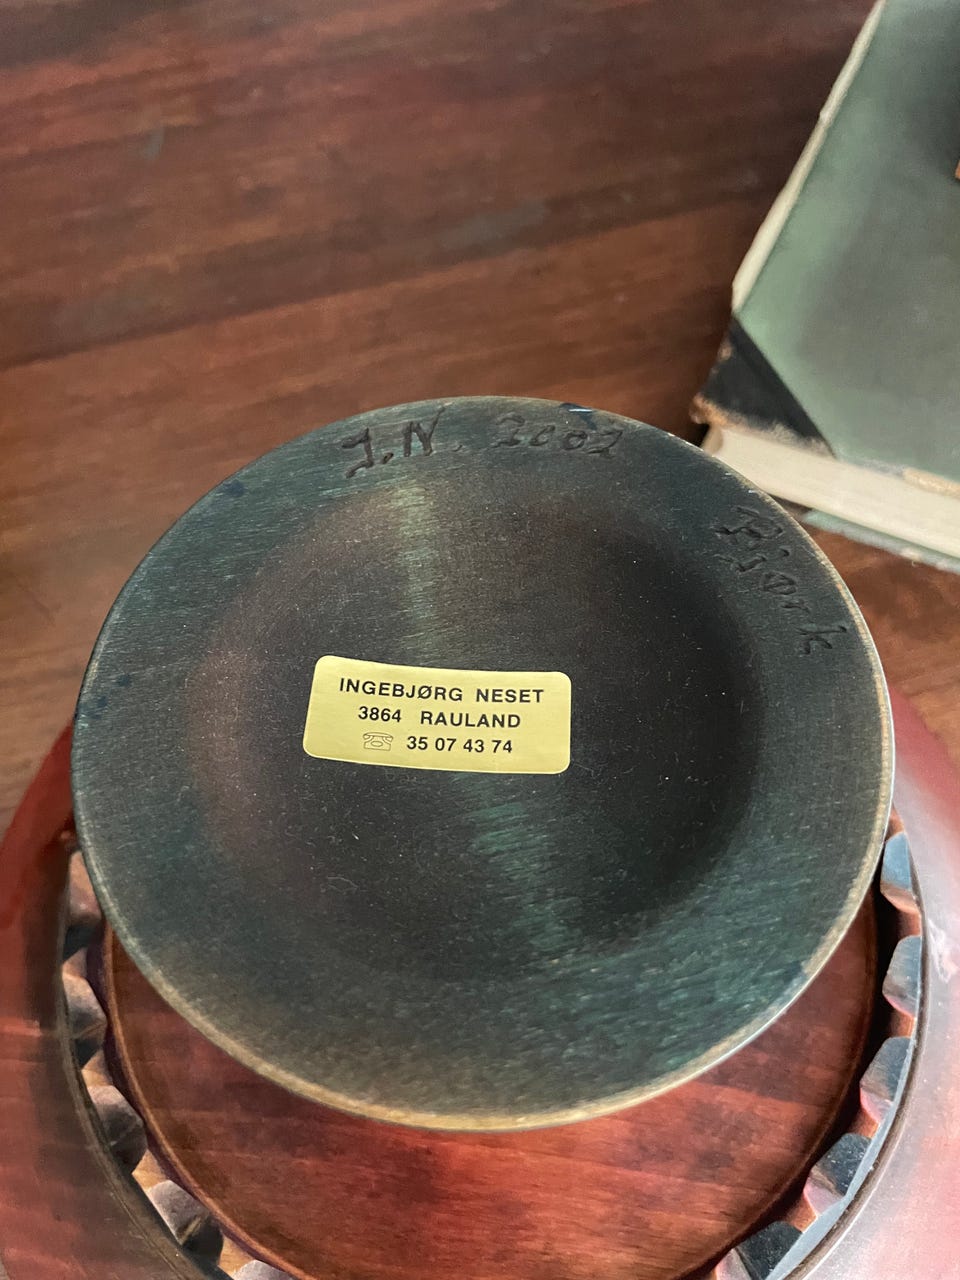 I.N. 2002
Bjørk
INGEBJØRG NESET
3864 RAULAND
☏ 35 07 43 74